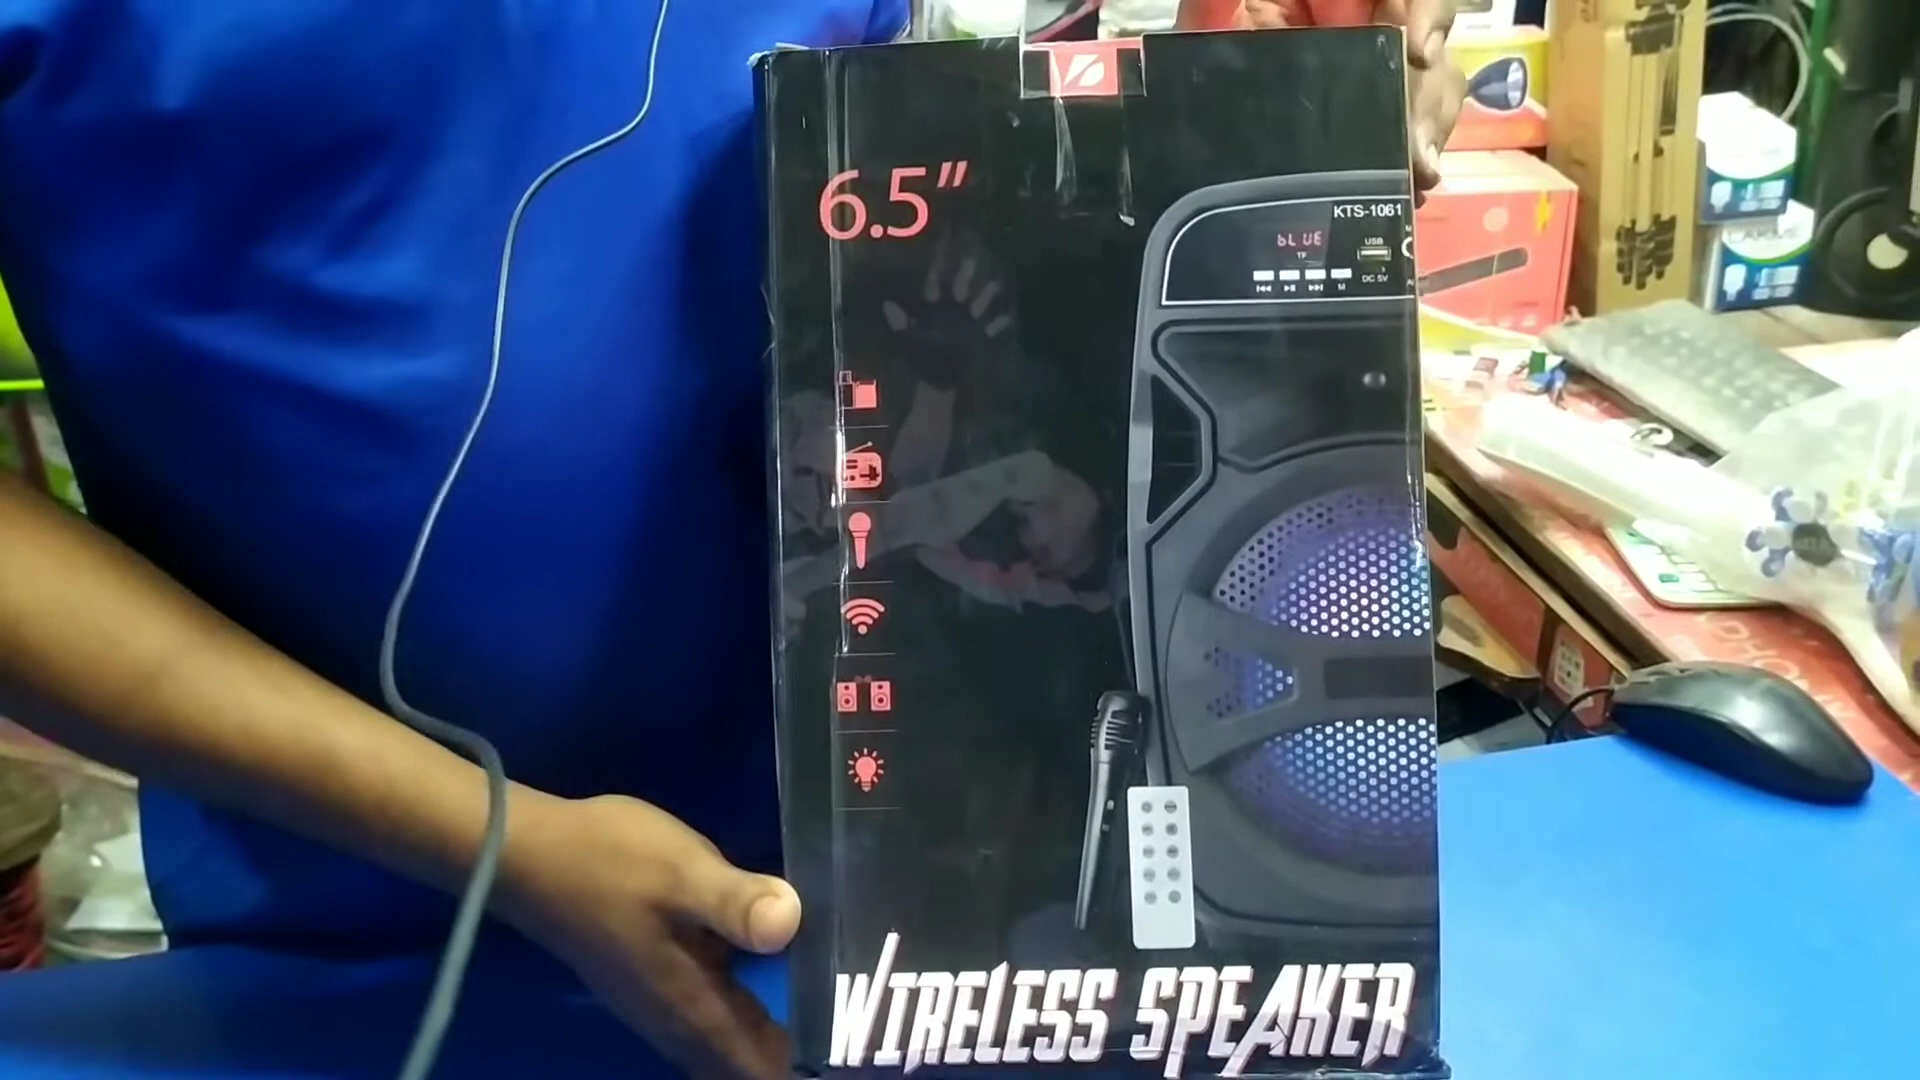 6.5"
KTS-1061
bLUE
USB
TF
DC 5V
M
WIRELESS SPEAKER